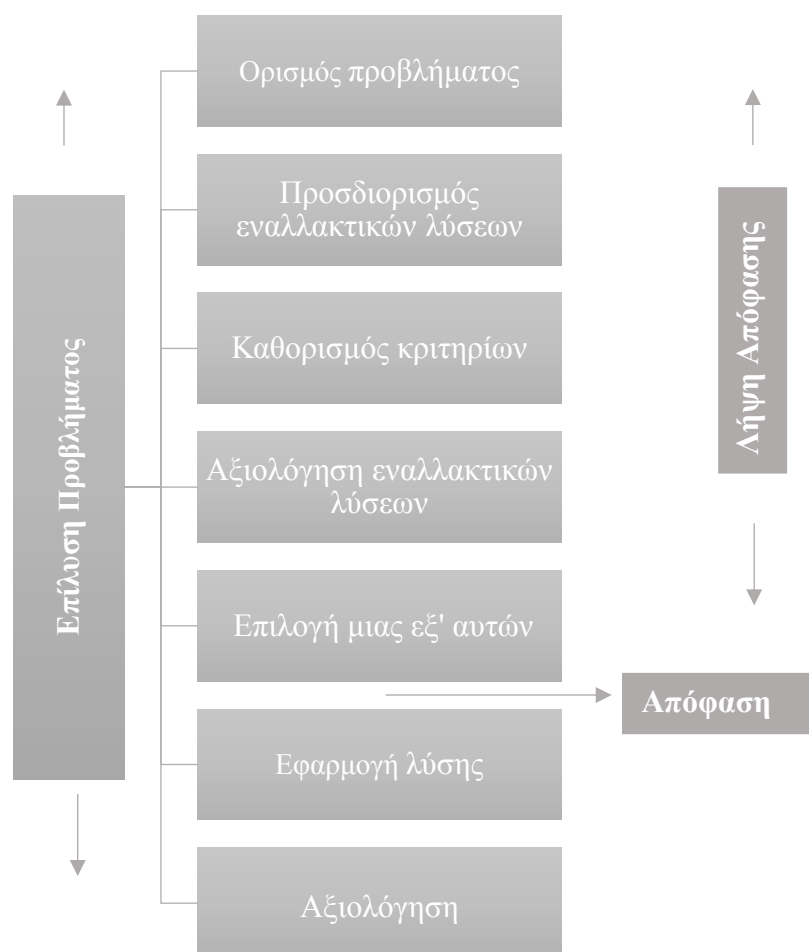 Ορισμός προβλήματος
Προσδιορισμός
εναλλακτικών λύσεων
Καθορισμός κριτηρίων
Αξιολόγηση εναλλακτικών
λύσεων
Επιλογή μιας εξ' αυτών
Εφαρμογή λύσης
Αξιολόγηση
Επίλυση Προβλήματος
Λήψη Απόφασης
Απόφαση